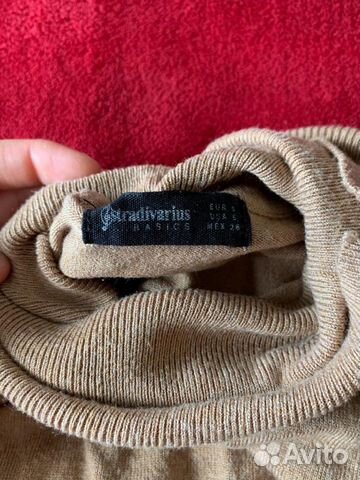 Stradivarius
BASICS
EUR S
USA S
MEX 26
Avito